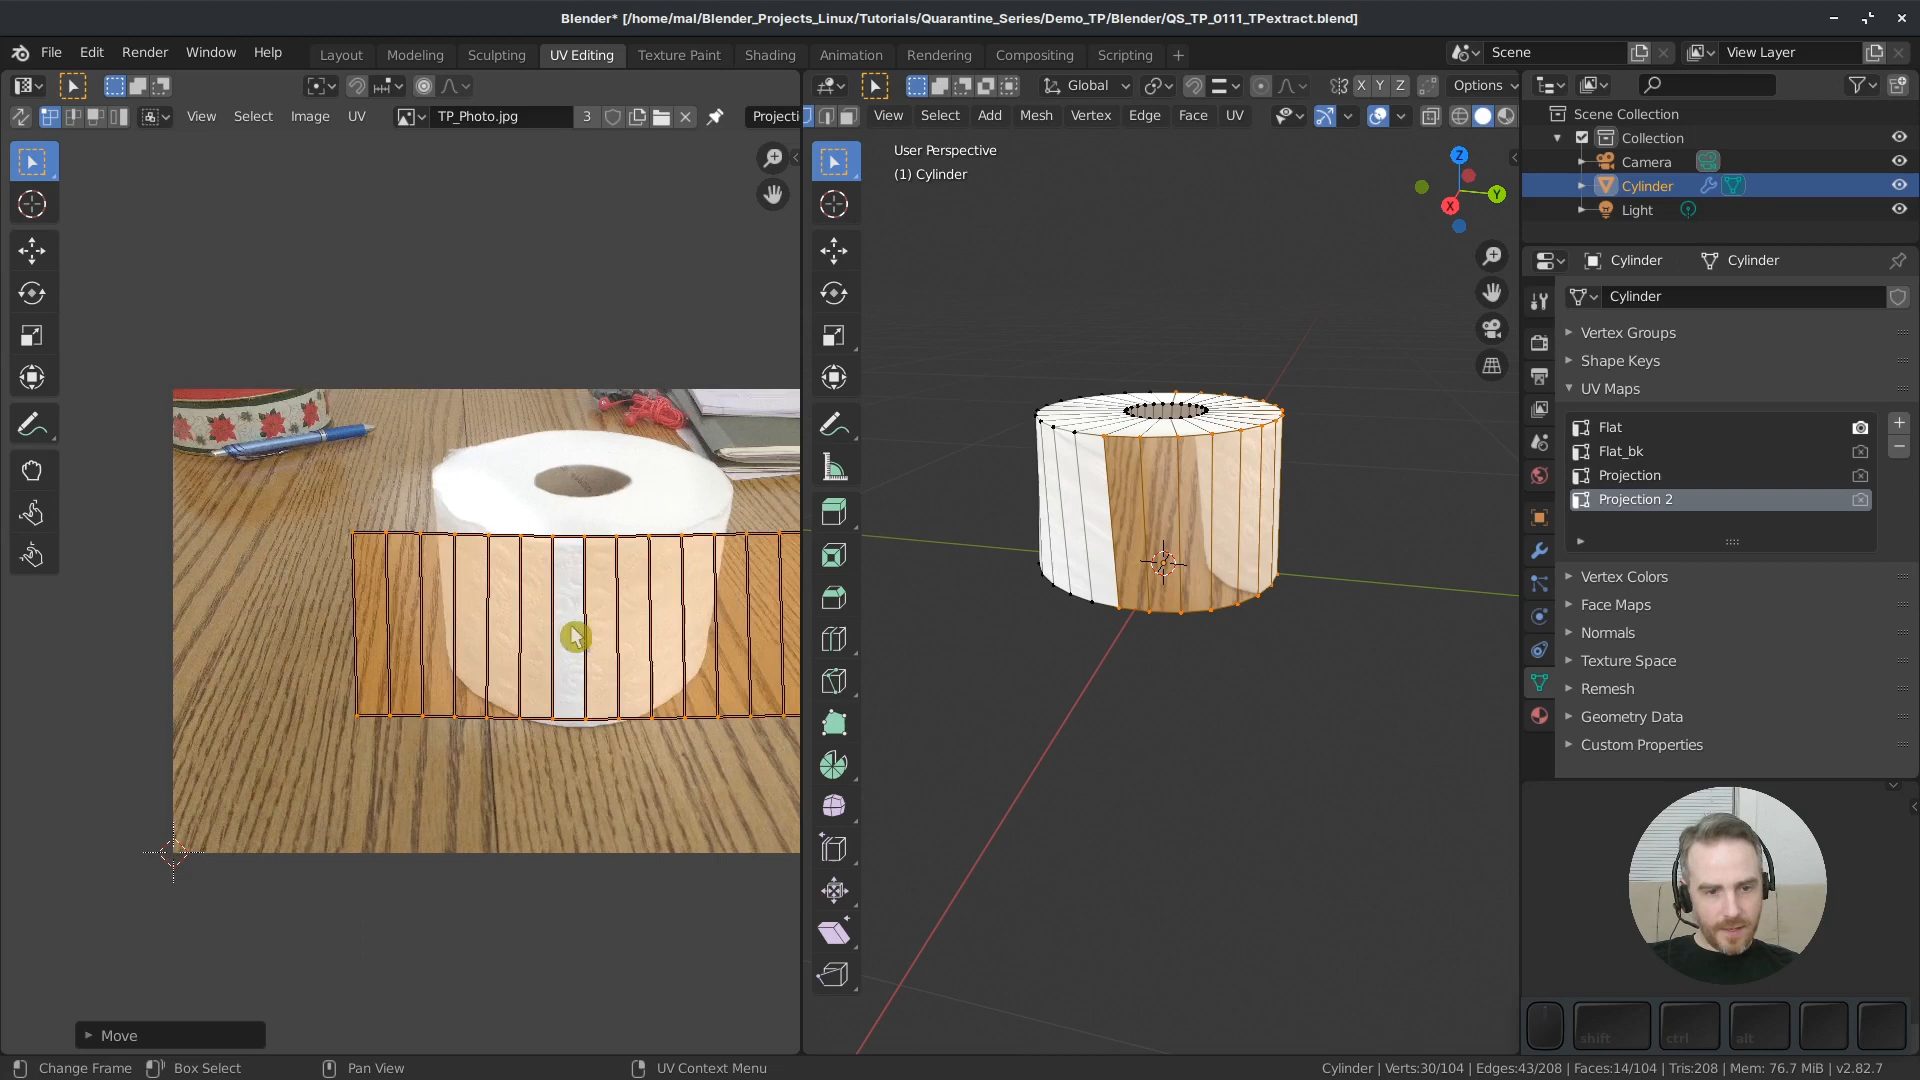 Blender* [/home/mal/Blender_Projects_Linux/Tutorials/Quarantine_Series/Demo_TP/Blender/QS_TP_0111_TPextract.blend]
File Edit Render Window Help
Layout Modeling Sculpting UV Editing Texture Paint Shading Animation Rendering Compositing Scripting +
Scene
View Layer
Global
X Y Z
Options
View Select Image UV
TP_Photo.jpg
3
Projecti
View Select Add Mesh Vertex Edge Face UV
User Perspective
(1) Cylinder
Z
Y
X
Scene Collection
Collection
Camera
Cylinder
Light
Cylinder Cylinder
Cylinder
Vertex Groups
Shape Keys
UV Maps
Flat
Flat_bk
Projection
Projection 2
Vertex Colors
Face Maps
Normals
Texture Space
Remesh
Geometry Data
Custom Properties
Move
shift ctrl alt
Change Frame Box Select Pan View UV Context Menu
Cylinder | Verts:30/104 | Edges:43/208 | Faces:14/104 | Tris:208 | Mem: 76.7 MiB | v2.82.7